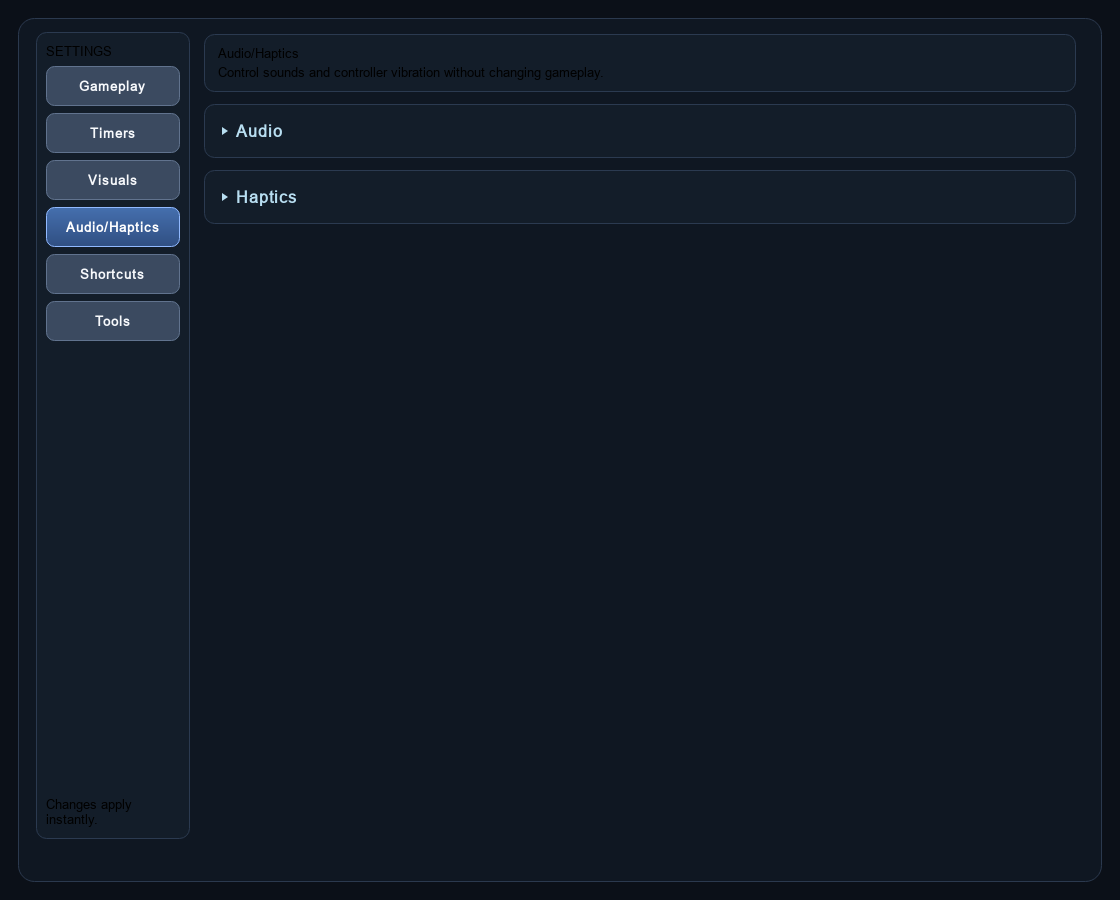 SETTINGS
Gameplay
Timers
Visuals
Audio/Haptics
Shortcuts
Tools
Changes apply
instantly.
Audio/Haptics
Control sounds and controller vibration without changing gameplay.
Audio
Haptics